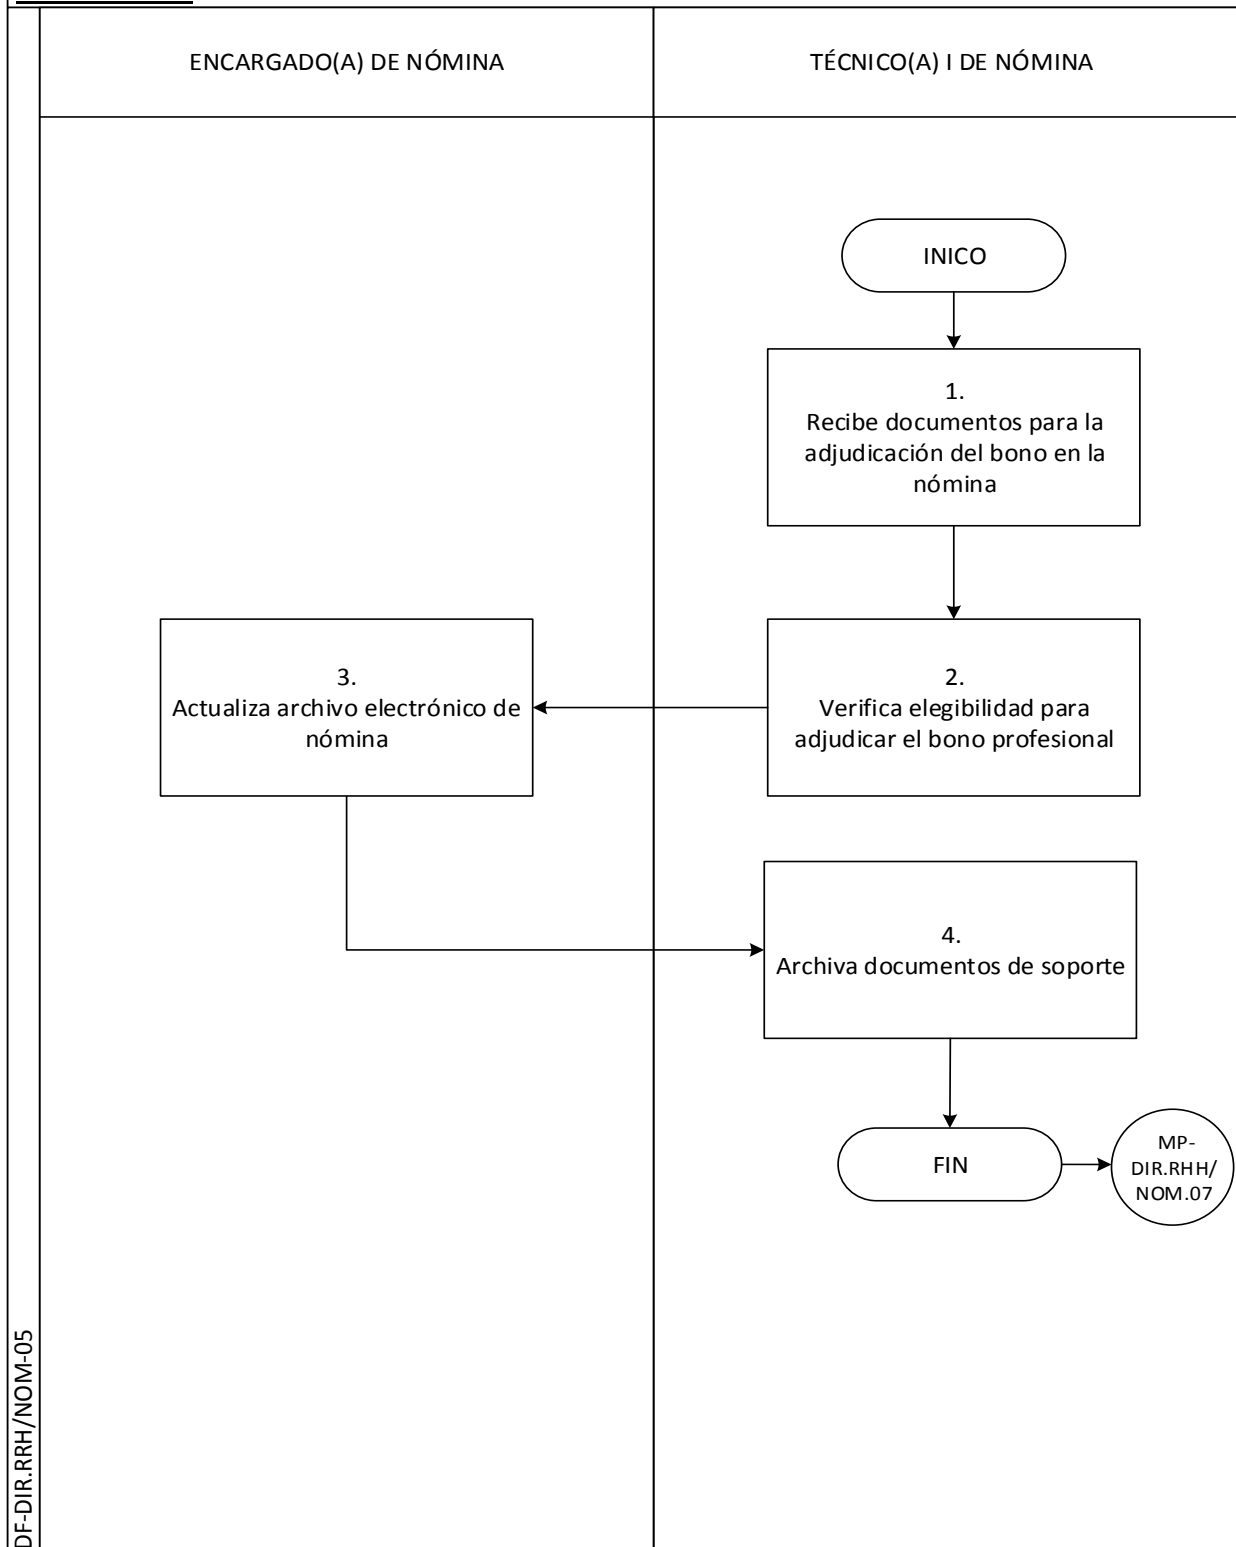 ENCARGADO(A) DE NÓMINA
TÉCNICO(A) I DE NÓMINA
INICO
1.
Recibe documentos para la
adjudicación del bono en la
nómina
2.
Verifica elegibilidad para
adjudicar el bono profesional
3.
Actualiza archivo electrónico de
nómina
4.
Archiva documentos de soporte
FIN
MP-
DIR.RHH/
NOM.07
DF-DIR.RRH/NOM-05